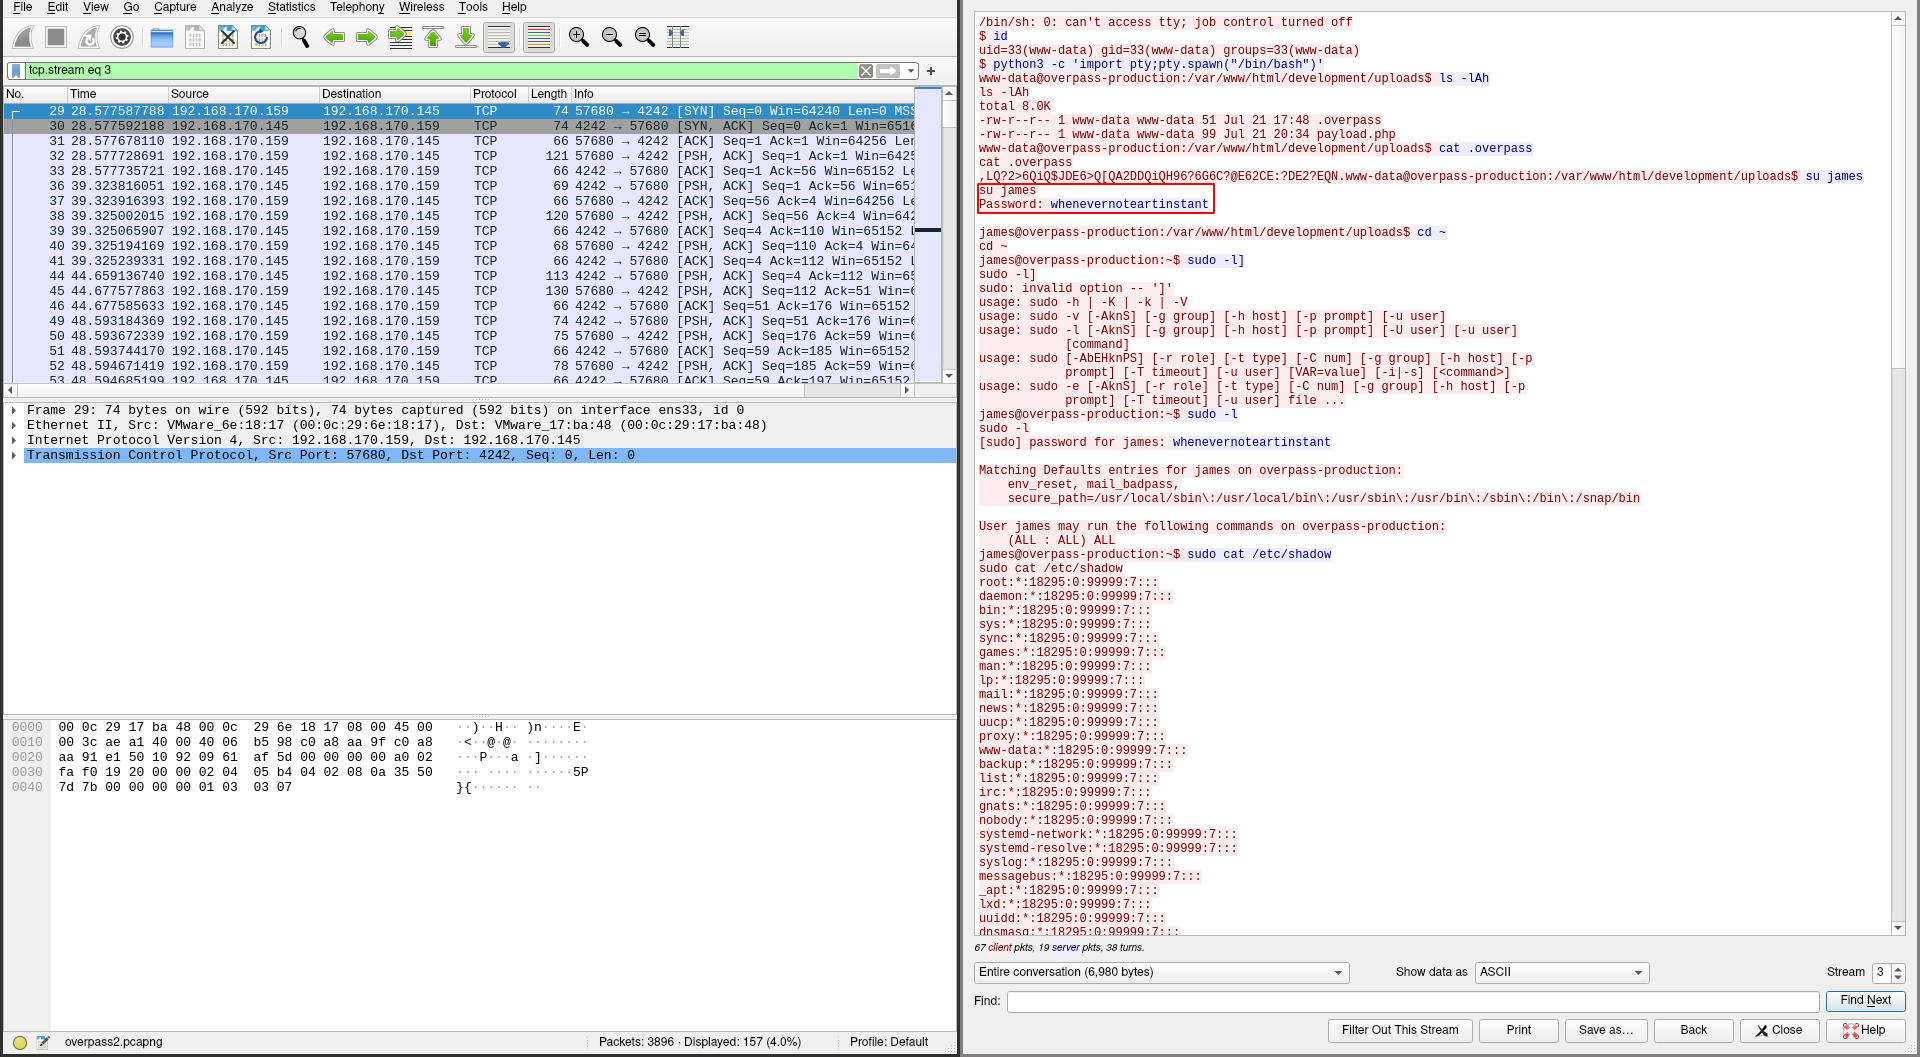 File Edit View Go Capture Analyze Statistics Telephony Wireless Tools Help
tcp.stream eq 3
No. Time Source Destination Protocol Length Info
29 28.577587788 192.168.170.159 192.168.170.145 TCP 74 57680 → 4242 [SYN] Seq=0 Win=64240 Len=0 MSS
30 28.577592188 192.168.170.145 192.168.170.159 TCP 74 4242 → 57680 [SYN, ACK] Seq=0 Ack=1 Win=6516
31 28.577678110 192.168.170.159 192.168.170.145 TCP 66 57680 → 4242 [ACK] Seq=1 Ack=1 Win=64256 Len
32 28.577728691 192.168.170.159 192.168.170.145 TCP 121 57680 → 4242 [PSH, ACK] Seq=1 Ack=1 Win=6425
33 28.577735721 192.168.170.145 192.168.170.159 TCP 66 4242 → 57680 [ACK] Seq=1 Ack=56 Win=65152 Le
36 39.323816051 192.168.170.145 192.168.170.159 TCP 69 4242 → 57680 [PSH, ACK] Seq=1 Ack=56 Win=651
37 39.323916393 192.168.170.159 192.168.170.145 TCP 66 57680 → 4242 [ACK] Seq=56 Ack=4 Win=64256 Le
38 39.325002015 192.168.170.159 192.168.170.145 TCP 120 57680 → 4242 [PSH, ACK] Seq=56 Ack=4 Win=642
39 39.325065907 192.168.170.145 192.168.170.159 TCP 66 4242 → 57680 [ACK] Seq=4 Ack=110 Win=65152 L
40 39.325194169 192.168.170.159 192.168.170.145 TCP 68 57680 → 4242 [PSH, ACK] Seq=110 Ack=4 Win=64
41 39.325239331 192.168.170.145 192.168.170.159 TCP 66 4242 → 57680 [ACK] Seq=4 Ack=112 Win=65152 L
44 44.659136740 192.168.170.145 192.168.170.159 TCP 113 4242 → 57680 [PSH, ACK] Seq=4 Ack=112 Win=65
45 44.677577863 192.168.170.159 192.168.170.145 TCP 130 57680 → 4242 [PSH, ACK] Seq=112 Ack=51 Win=6
46 44.677585633 192.168.170.145 192.168.170.159 TCP 66 4242 → 57680 [ACK] Seq=51 Ack=176 Win=65152
49 48.593184369 192.168.170.145 192.168.170.159 TCP 74 4242 → 57680 [PSH, ACK] Seq=51 Ack=176 Win=6
50 48.593672339 192.168.170.159 192.168.170.145 TCP 75 57680 → 4242 [PSH, ACK] Seq=176 Ack=59 Win=6
51 48.593744170 192.168.170.145 192.168.170.159 TCP 66 4242 → 57680 [ACK] Seq=59 Ack=185 Win=65152
52 48.594671419 192.168.170.159 192.168.170.145 TCP 78 57680 → 4242 [PSH, ACK] Seq=185 Ack=59 Win=6
53 48.594685199 192.168.170.145 192.168.170.159 TCP 66 4242 → 57680 [ACK] Seq=59 Ack=197 Win=65152
Frame 29: 74 bytes on wire (592 bits), 74 bytes captured (592 bits) on interface ens33, id 0
Ethernet II, Src: VMware_6e:18:17 (00:0c:29:6e:18:17), Dst: VMware_17:ba:48 (00:0c:29:17:ba:48)
Internet Protocol Version 4, Src: 192.168.170.159, Dst: 192.168.170.145
Transmission Control Protocol, Src Port: 57680, Dst Port: 4242, Seq: 0, Len: 0
0000 00 0c 29 17 ba 48 00 0c 29 6e 18 17 08 00 45 00 ··)··H·· )n····E·
0010 00 3c ae a1 40 00 40 06 b5 98 c0 a8 aa 9f c0 a8 ·<··@·@· ········
0020 aa 91 e1 50 10 92 09 61 af 5d 00 00 00 00 a0 02 ···P···a ·]······
0030 fa f0 19 20 00 00 02 04 05 b4 04 02 08 0a 35 50 ··· ···· ······5P
0040 7d 7b 00 00 00 00 01 03 03 07 }{······ ··
overpass2.pcapng Packets: 3896 · Displayed: 157 (4.0%) Profile: Default
/bin/sh: 0: can't access tty; job control turned off
$ id
uid=33(www-data) gid=33(www-data) groups=33(www-data)
$ python3 -c 'import pty;pty.spawn("/bin/bash")'
www-data@overpass-production:/var/www/html/development/uploads$ ls -lAh
ls -lAh
total 8.0K
-rw-r--r-- 1 www-data www-data 51 Jul 21 17:48 .overpass
-rw-r--r-- 1 www-data www-data 99 Jul 21 20:34 payload.php
www-data@overpass-production:/var/www/html/development/uploads$ cat .overpass
cat .overpass
,LQ?2>6QiQ$JDE6>Q[QA2DDQiQH96?6G6C?@E62CE:?DE2?EQN.www-data@overpass-production:/var/www/html/development/uploads$ su james
su james
Password: whenevernoteartinstant
james@overpass-production:/var/www/html/development/uploads$ cd ~
cd ~
james@overpass-production:~$ sudo -l]
sudo -l]
sudo: invalid option -- ']'
usage: sudo -h | -K | -k | -V
usage: sudo -v [-AknS] [-g group] [-h host] [-p prompt] [-u user]
usage: sudo -l [-AknS] [-g group] [-h host] [-p prompt] [-U user] [-u user]
[command]
usage: sudo [-AbEHknPS] [-r role] [-t type] [-C num] [-g group] [-h host] [-p
prompt] [-T timeout] [-u user] [VAR=value] [-i|-s] [<command>]
usage: sudo -e [-AknS] [-r role] [-t type] [-C num] [-g group] [-h host] [-p
prompt] [-T timeout] [-u user] file ...
james@overpass-production:~$ sudo -l
sudo -l
[sudo] password for james: whenevernoteartinstant
Matching Defaults entries for james on overpass-production:
env_reset, mail_badpass,
secure_path=/usr/local/sbin\:/usr/local/bin\:/usr/sbin\:/usr/bin\:/sbin\:/bin\:/snap/bin
User james may run the following commands on overpass-production:
(ALL : ALL) ALL
james@overpass-production:~$ sudo cat /etc/shadow
sudo cat /etc/shadow
root:*:18295:0:99999:7:::
daemon:*:18295:0:99999:7:::
bin:*:18295:0:99999:7:::
sys:*:18295:0:99999:7:::
sync:*:18295:0:99999:7:::
games:*:18295:0:99999:7:::
man:*:18295:0:99999:7:::
lp:*:18295:0:99999:7:::
mail:*:18295:0:99999:7:::
news:*:18295:0:99999:7:::
uucp:*:18295:0:99999:7:::
proxy:*:18295:0:99999:7:::
www-data:*:18295:0:99999:7:::
backup:*:18295:0:99999:7:::
list:*:18295:0:99999:7:::
irc:*:18295:0:99999:7:::
gnats:*:18295:0:99999:7:::
nobody:*:18295:0:99999:7:::
systemd-network:*:18295:0:99999:7:::
systemd-resolve:*:18295:0:99999:7:::
syslog:*:18295:0:99999:7:::
messagebus:*:18295:0:99999:7:::
_apt:*:18295:0:99999:7:::
lxd:*:18295:0:99999:7:::
uuidd:*:18295:0:99999:7:::
dnsmasq:*:18295:0:99999:7:::
67 client pkts, 19 server pkts, 38 turns.
Entire conversation (6,980 bytes) Show data as ASCII Stream 3
Find: Find Next
Filter Out This Stream Print Save as... Back Close Help